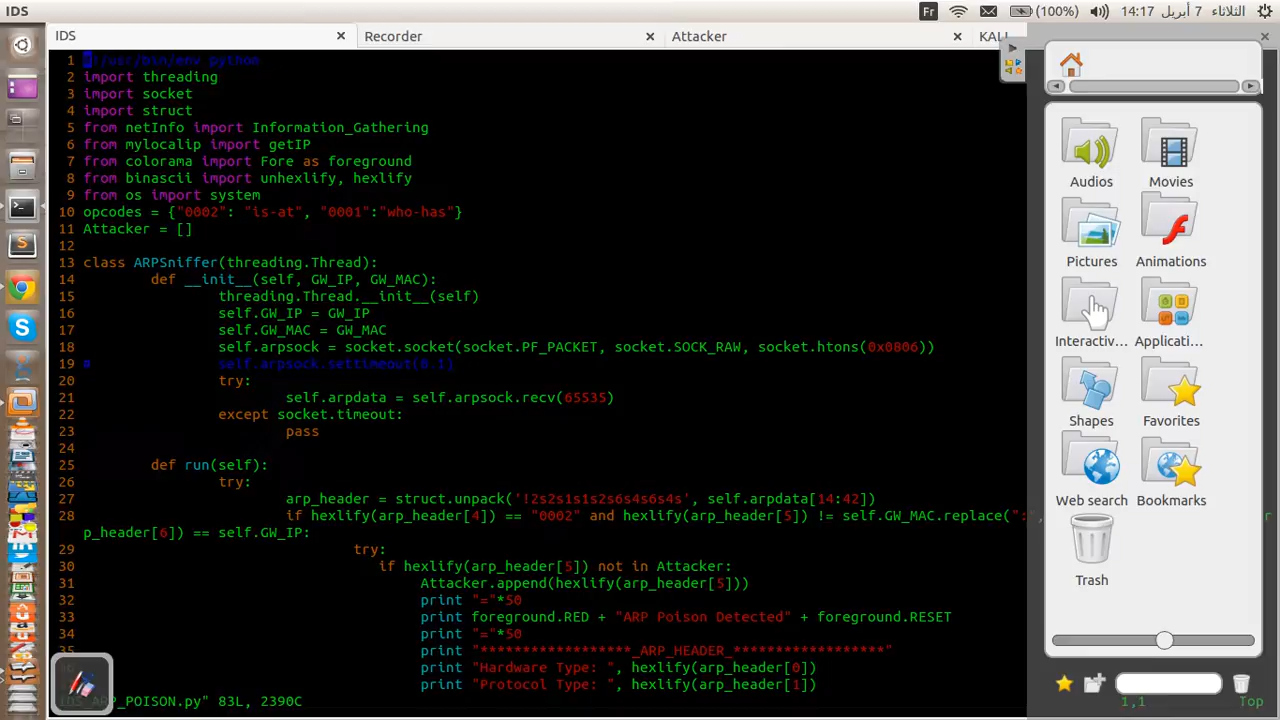 IDS
Fr
(100%)
14:17 الثلاثاء 7 أبريل
IDS
Recorder
Attacker
KALI
1 #!/usr/bin/env python
2 import threading
3 import socket
4 import struct
5 from netInfo import Information_Gathering
6 from mylocalip import getIP
7 from colorama import Fore as foreground
8 from binascii import unhexlify, hexlify
9 from os import system
10 opcodes = {"0002": "is-at", "0001":"who-has"}
11 Attacker = []
12
13 class ARPSniffer(threading.Thread):
14 def __init__(self, GW_IP, GW_MAC):
15 threading.Thread.__init__(self)
16 self.GW_IP = GW_IP
17 self.GW_MAC = GW_MAC
18 self.arpsock = socket.socket(socket.PF_PACKET, socket.SOCK_RAW, socket.htons(0x0806))
19 # self.arpsock.settimeout(0.1)
20 try:
21 self.arpdata = self.arpsock.recv(65535)
22 except socket.timeout:
23 pass
24
25 def run(self):
26 try:
27 arp_header = struct.unpack('!2s2s1s1s2s6s4s6s4s', self.arpdata[14:42])
28 if hexlify(arp_header[4]) == "0002" and hexlify(arp_header[5]) != self.GW_MAC.replace(":",
p_header[6]) == self.GW_IP:
29 try:
30 if hexlify(arp_header[5]) not in Attacker:
31 Attacker.append(hexlify(arp_header[5]))
32 print "="*50
33 print foreground.RED + "ARP Poison Detected" + foreground.RESET
34 print "="*50
35 print "******************_ARP_HEADER_******************"
36 print "Hardware Type: ", hexlify(arp_header[0])
print "Protocol Type: ", hexlify(arp_header[1])
IDS_ARP_POISON.py" 83L, 2390C
1,1
Top
Audios
Movies
Pictures
Animations
Interactiv...
Applicati...
Shapes
Favorites
Web search
Bookmarks
Trash